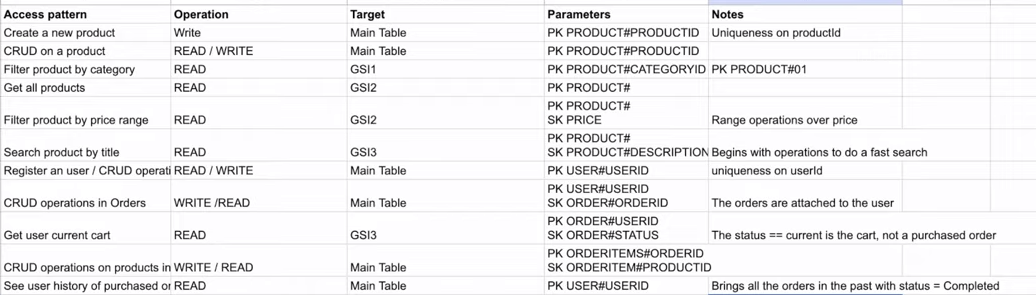 Access pattern Operation Target Parameters Notes
Create a new product Write Main Table PK PRODUCT#PRODUCTID Uniqueness on productId
CRUD on a product READ / WRITE Main Table PK PRODUCT#PRODUCTID
Filter product by category READ GSI1 PK PRODUCT#CATEGORYID PK PRODUCT#01
Get all products READ GSI2 PK PRODUCT#
PK PRODUCT#
Filter product by price range READ GSI2 SK PRICE Range operations over price
PK PRODUCT#
Search product by title READ GSI3 SK PRODUCT#DESCRIPTION Begins with operations to do a fast search
Register an user / CRUD operati READ / WRITE Main Table PK USER#USERID uniqueness on userId
PK USER#USERID
CRUD operations in Orders WRITE /READ Main Table SK ORDER#ORDERID The orders are attached to the user
PK ORDER#USERID
Get user current cart READ GSI3 SK ORDER#STATUS The status == current is the cart, not a purchased order
PK ORDERITEMS#ORDERID
CRUD operations on products in WRITE / READ Main Table SK ORDERITEM#PRODUCTID
See user history of purchased or READ Main Table PK USER#USERID Brings all the orders in the past with status = Completed